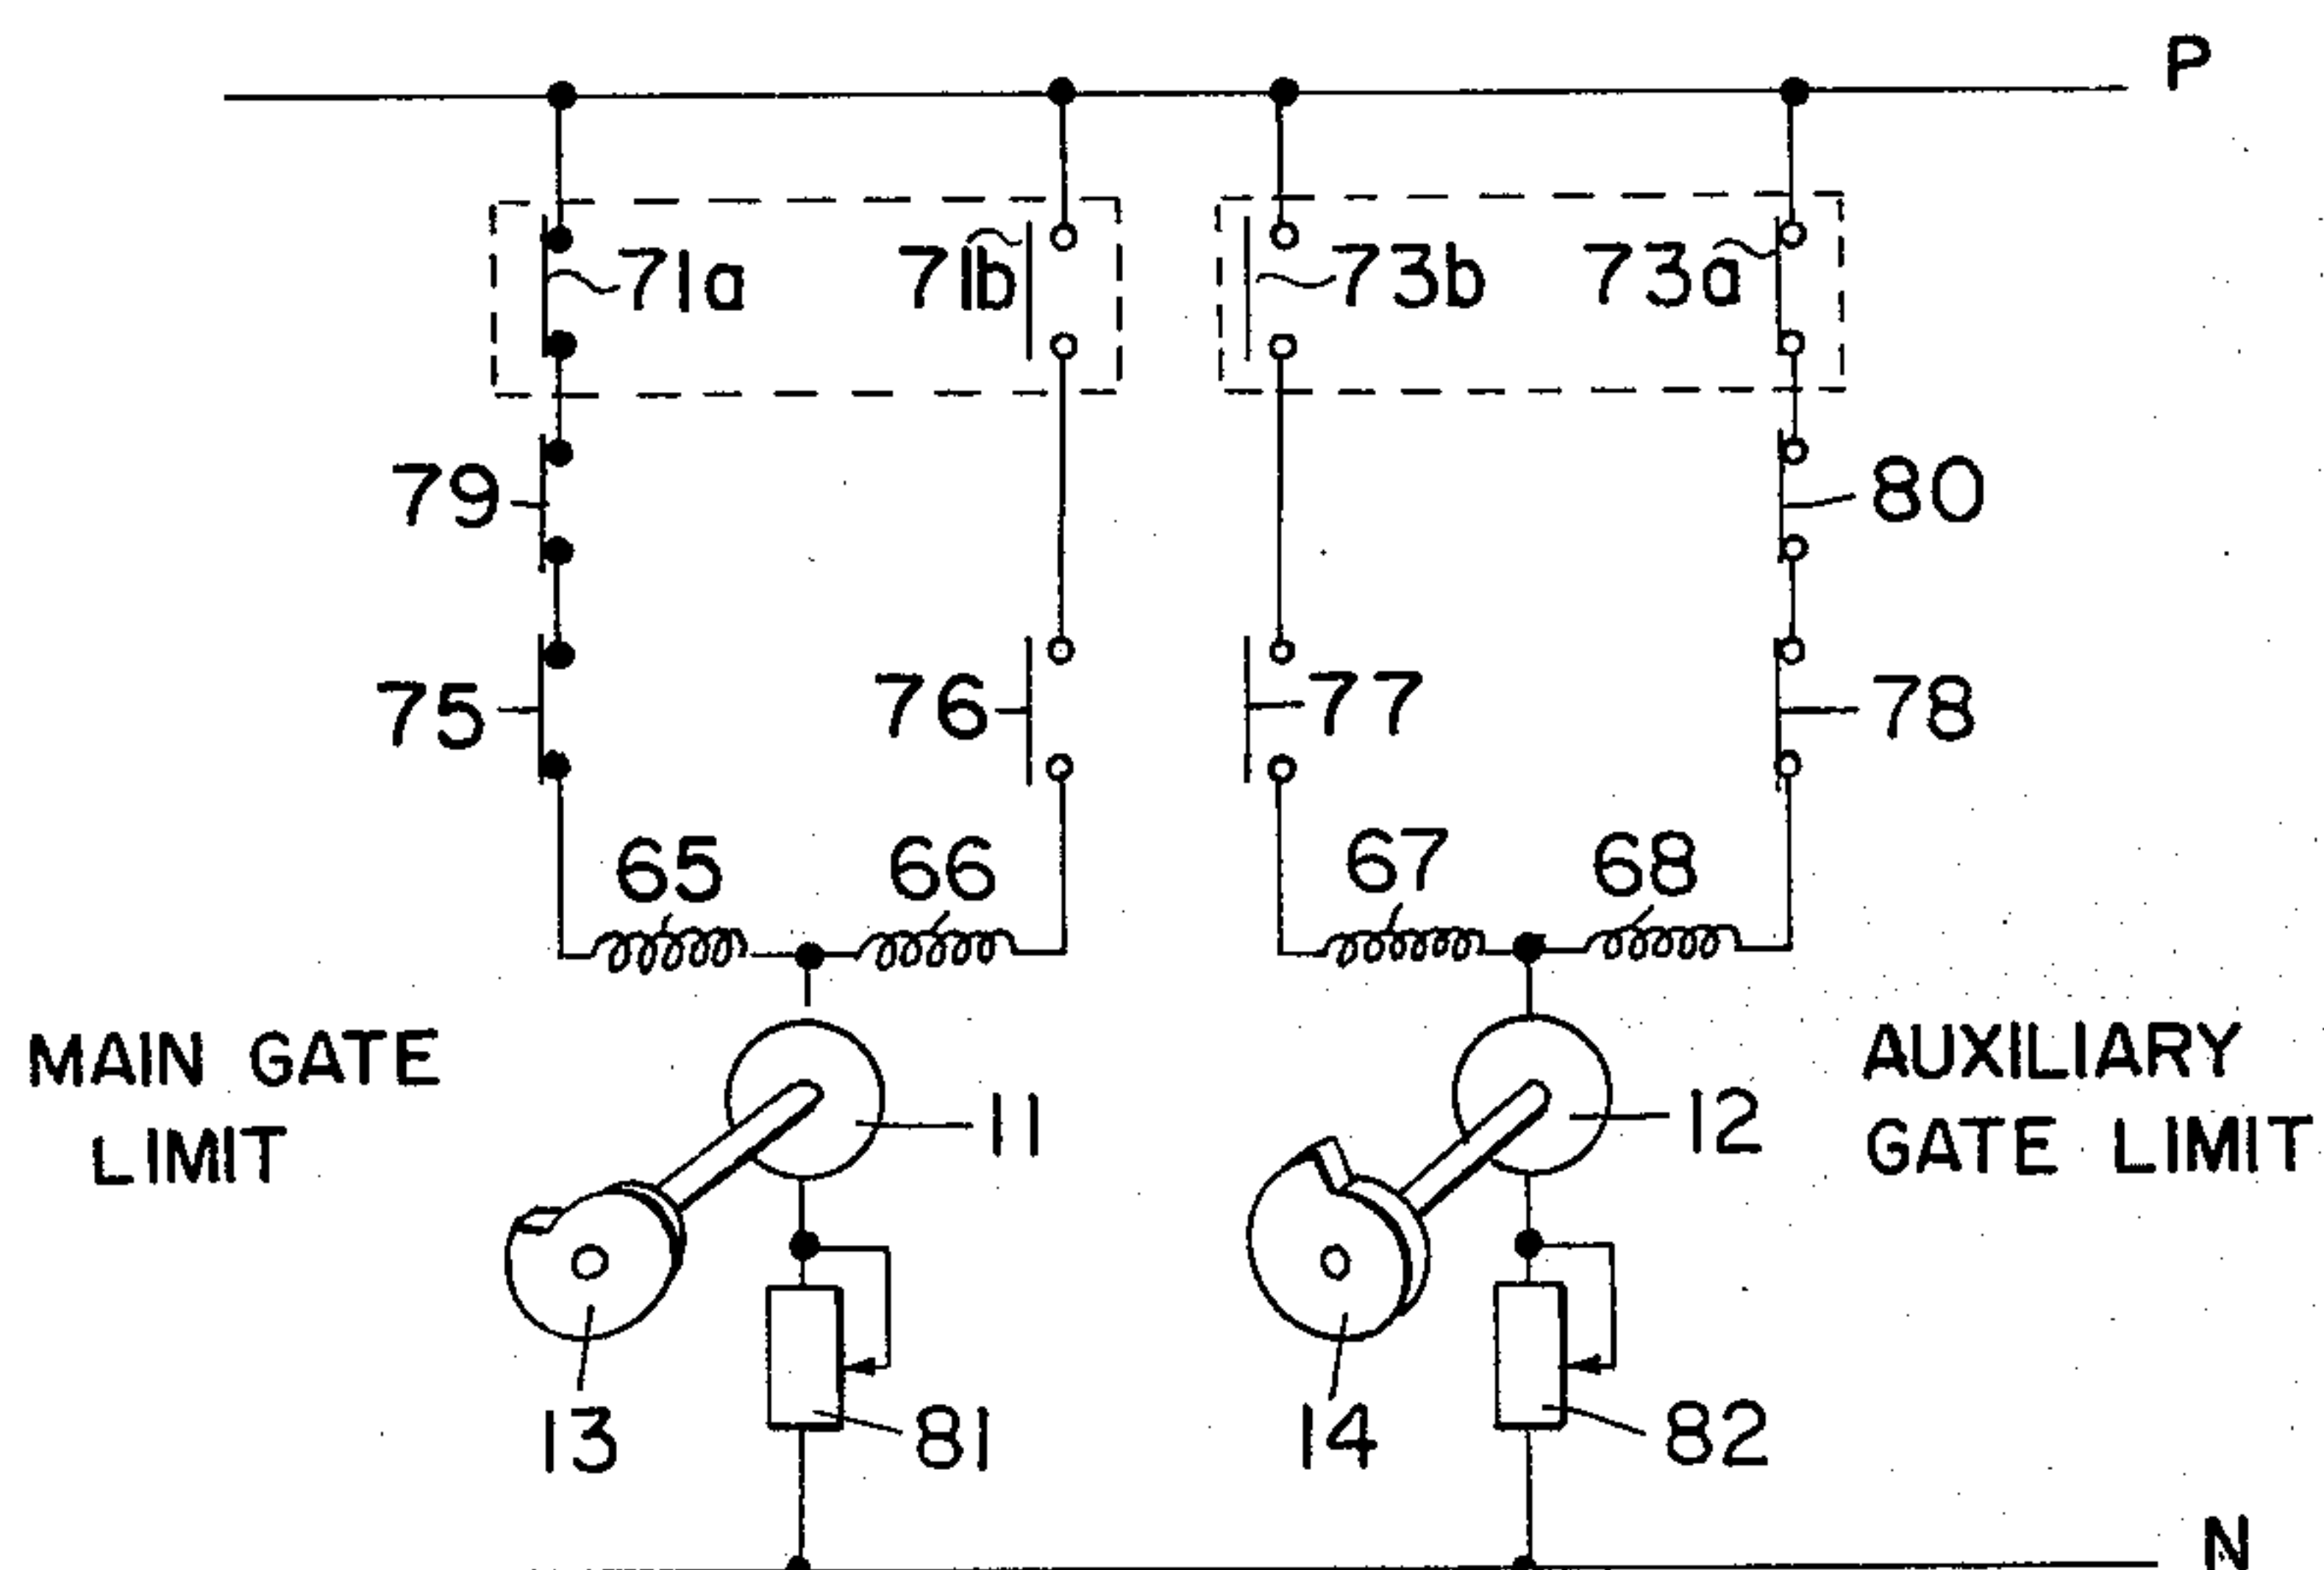 P
71a 71b 73b 73a
79 80
75 76 77 78
65 66 67 68
MAIN GATE
LIMIT
11
12
AUXILIARY
GATE LIMIT
13 81 14 82
N